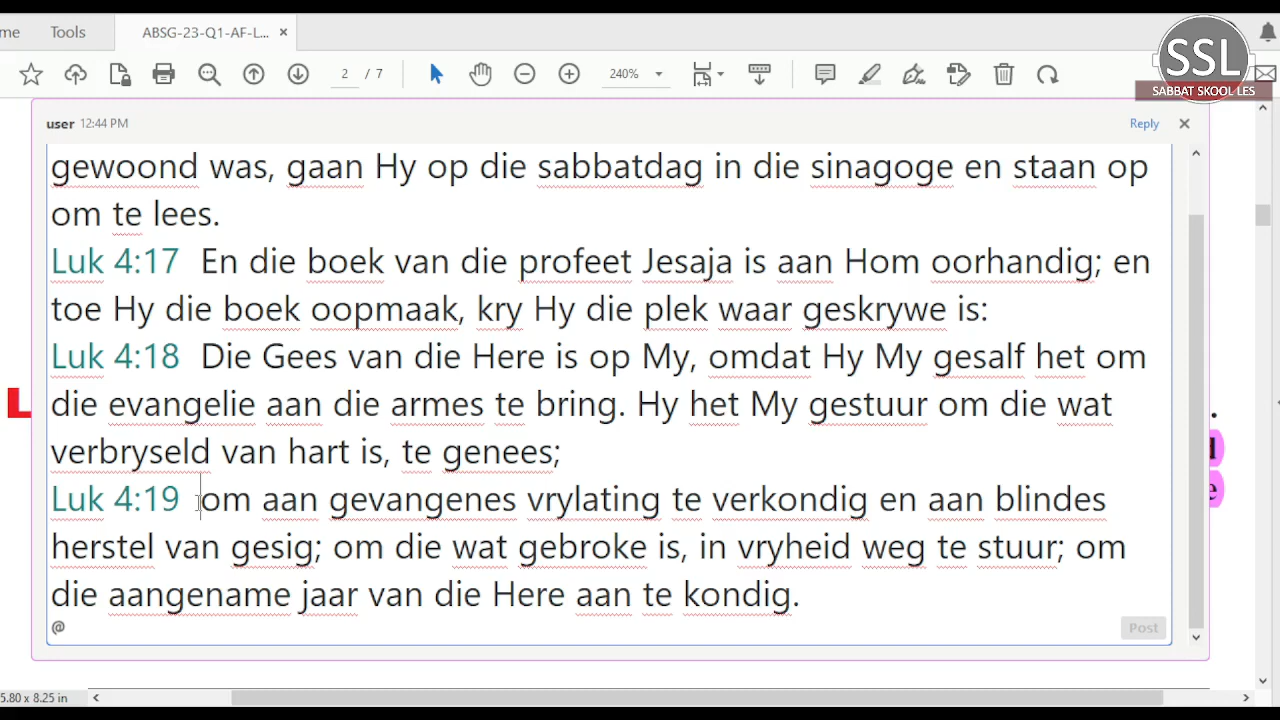 me
Tools
ABSG-23-Q1-AF-L...
SSL
SABBAT SKOOL LES
2 / 7
240%
user 12:44 PM
Reply
gewoond was, gaan Hy op die sabbatdag in die sinagoge en staan op
om te lees.
Luk 4:17 En die boek van die profeet Jesaja is aan Hom oorhandig; en
toe Hy die boek oopmaak, kry Hy die plek waar geskrywe is:
Luk 4:18 Die Gees van die Here is op My, omdat Hy My gesalf het om
die evangelie aan die armes te bring. Hy het My gestuur om die wat
verbryseld van hart is, te genees;
Luk 4:19 om aan gevangenes vrylating te verkondig en aan blindes
herstel van gesig; om die wat gebroke is, in vryheid weg te stuur; om
die aangename jaar van die Here aan te kondig.
@
Post
L
.
d
e
5.80 x 8.25 in